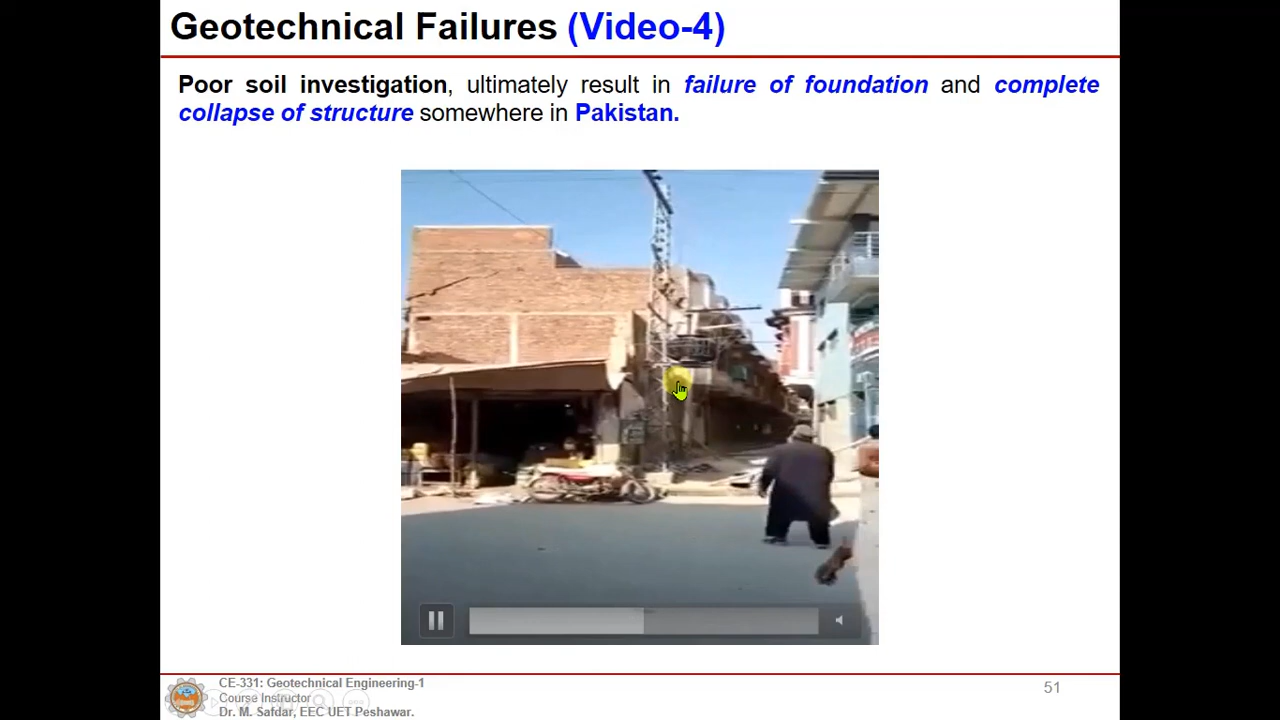 Geotechnical Failures (Video-4)
Poor soil investigation, ultimately result in failure of foundation and complete
collapse of structure somewhere in Pakistan.
CE-331: Geotechnical Engineering-1
Course Instructor
Dr. M. Safdar, EEC UET Peshawar.
51